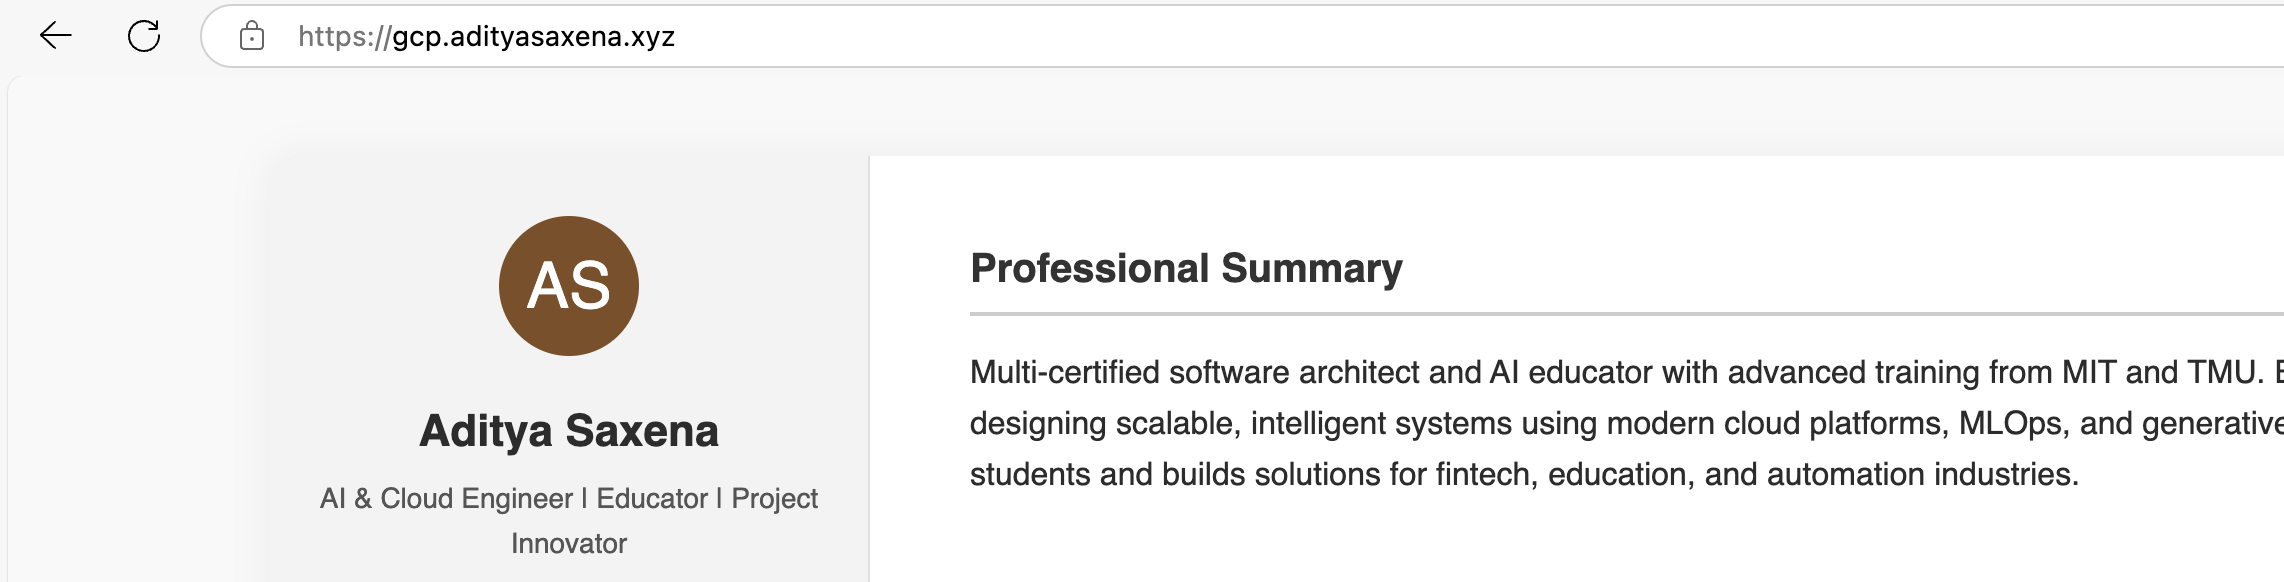 https://gcp.adityasaxena.xyz
AS
Aditya Saxena
AI & Cloud Engineer | Educator | Project
Innovator
Professional Summary
Multi-certified software architect and AI educator with advanced training from MIT and TMU.
designing scalable, intelligent systems using modern cloud platforms, MLOps, and generative
students and builds solutions for fintech, education, and automation industries.